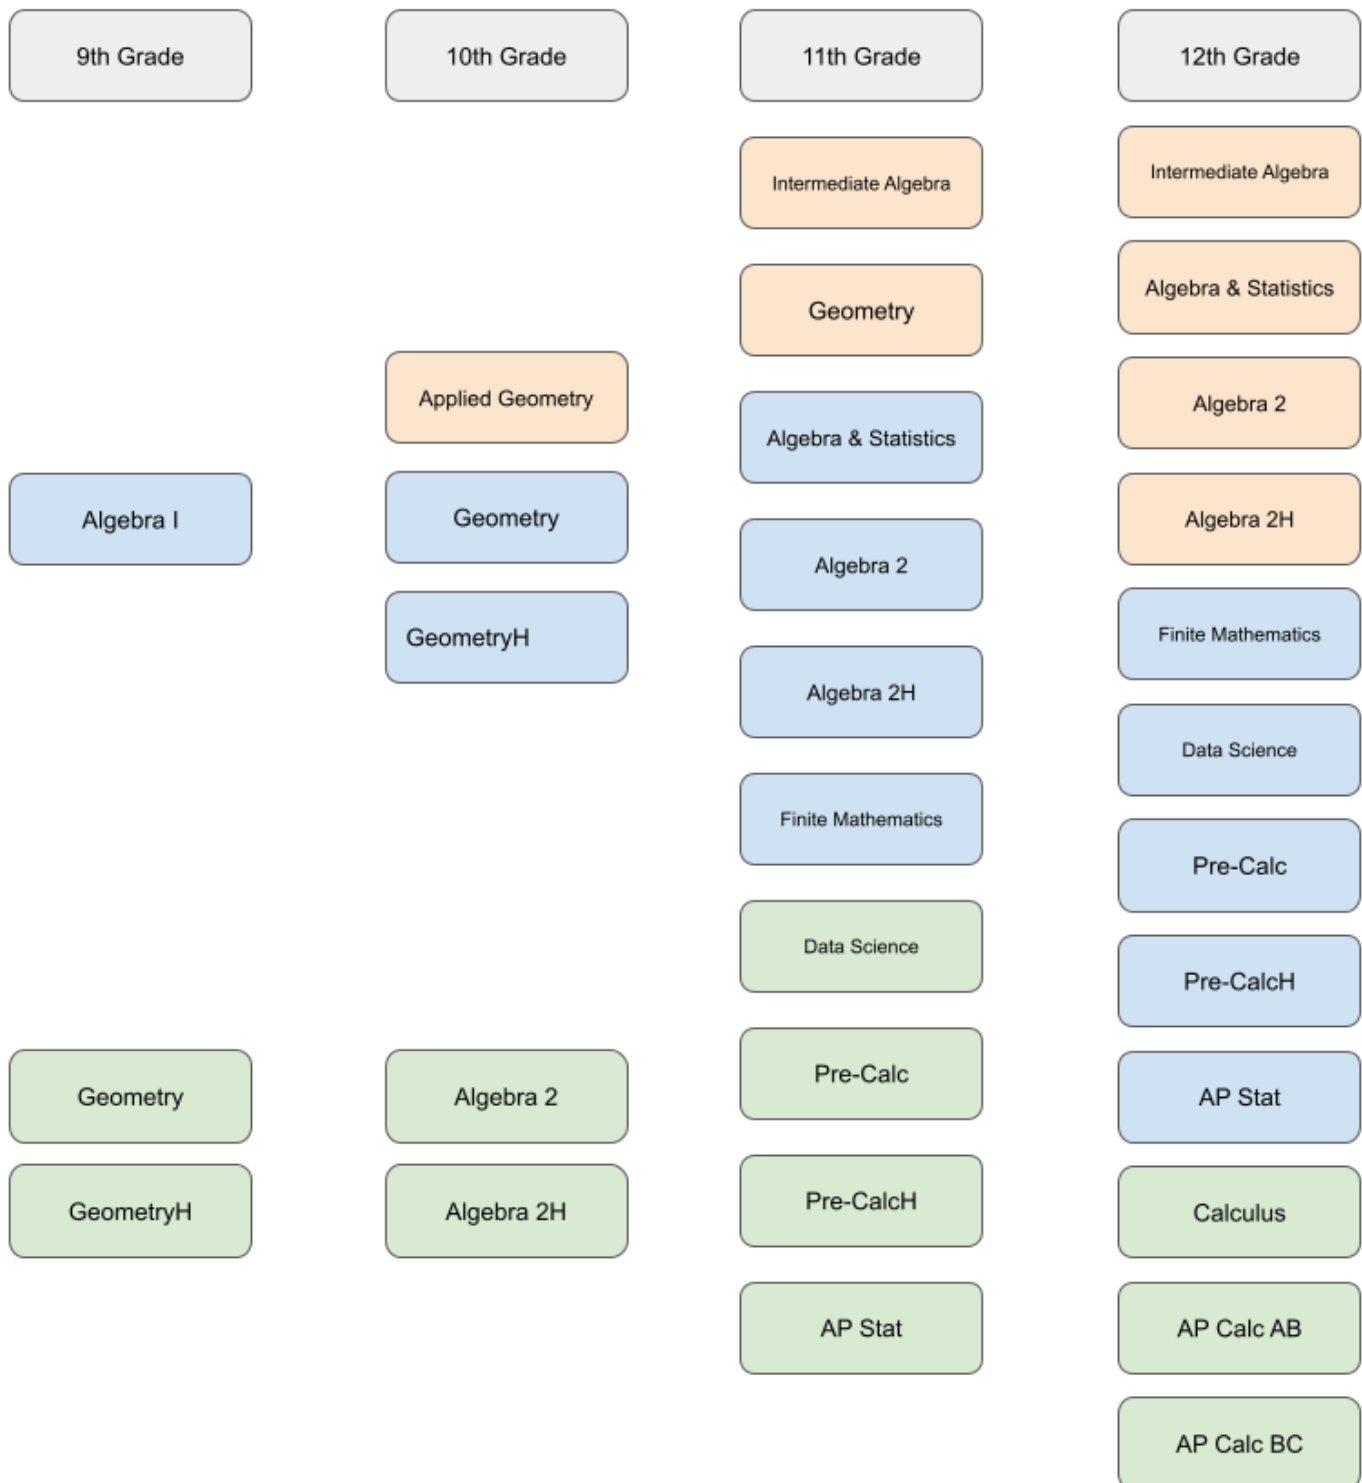 9th Grade
10th Grade
11th Grade
12th Grade
Intermediate Algebra
Intermediate Algebra
Geometry
Algebra & Statistics
Applied Geometry
Algebra & Statistics
Algebra 2
Algebra I
Geometry
Algebra 2
Algebra 2H
GeometryH
Algebra 2H
Finite Mathematics
Finite Mathematics
Data Science
Data Science
Pre-Calc
Pre-CalcH
Geometry
Algebra 2
Pre-Calc
AP Stat
GeometryH
Algebra 2H
Pre-CalcH
Calculus
AP Stat
AP Calc AB
AP Calc BC